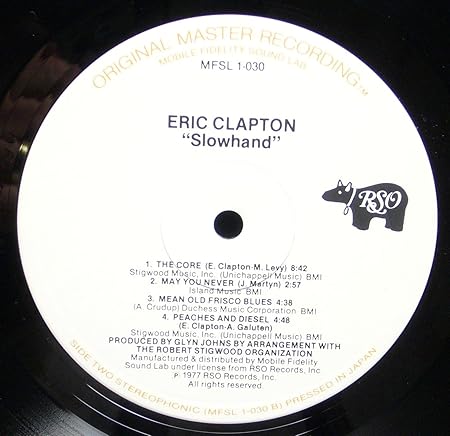 ORIGINAL MASTER RECORDING™
MOBILE FIDELITY SOUND LAB
MFSL 1-030
ERIC CLAPTON
"Slowhand"
RSO
1. THE CORE (E. Clapton-M. Levy) 8:42
Stigwood Music, Inc. (Unichappell Music) BMI
2. MAY YOU NEVER (J. Martyn) 2:57
Island Music BMI
3. MEAN OLD FRISCO BLUES 4:38
(A. Crudup) Duchess Music Corporation BMI
4. PEACHES AND DIESEL 4:48
(E. Clapton-A. Galuten)
Stigwood Music, Inc. (Unichappell Music) BMI
PRODUCED BY GLYN JOHNS BY ARRANGEMENT WITH
THE ROBERT STIGWOOD ORGANIZATION
Manufactured & distributed by Mobile Fidelity
Sound Lab under license from RSO Records, Inc.
℗ 1977 RSO Records, Inc.
All rights reserved.
SIDE TWO STEREOPHONIC (MFSL 1-030 B) PRESSED IN JAPAN